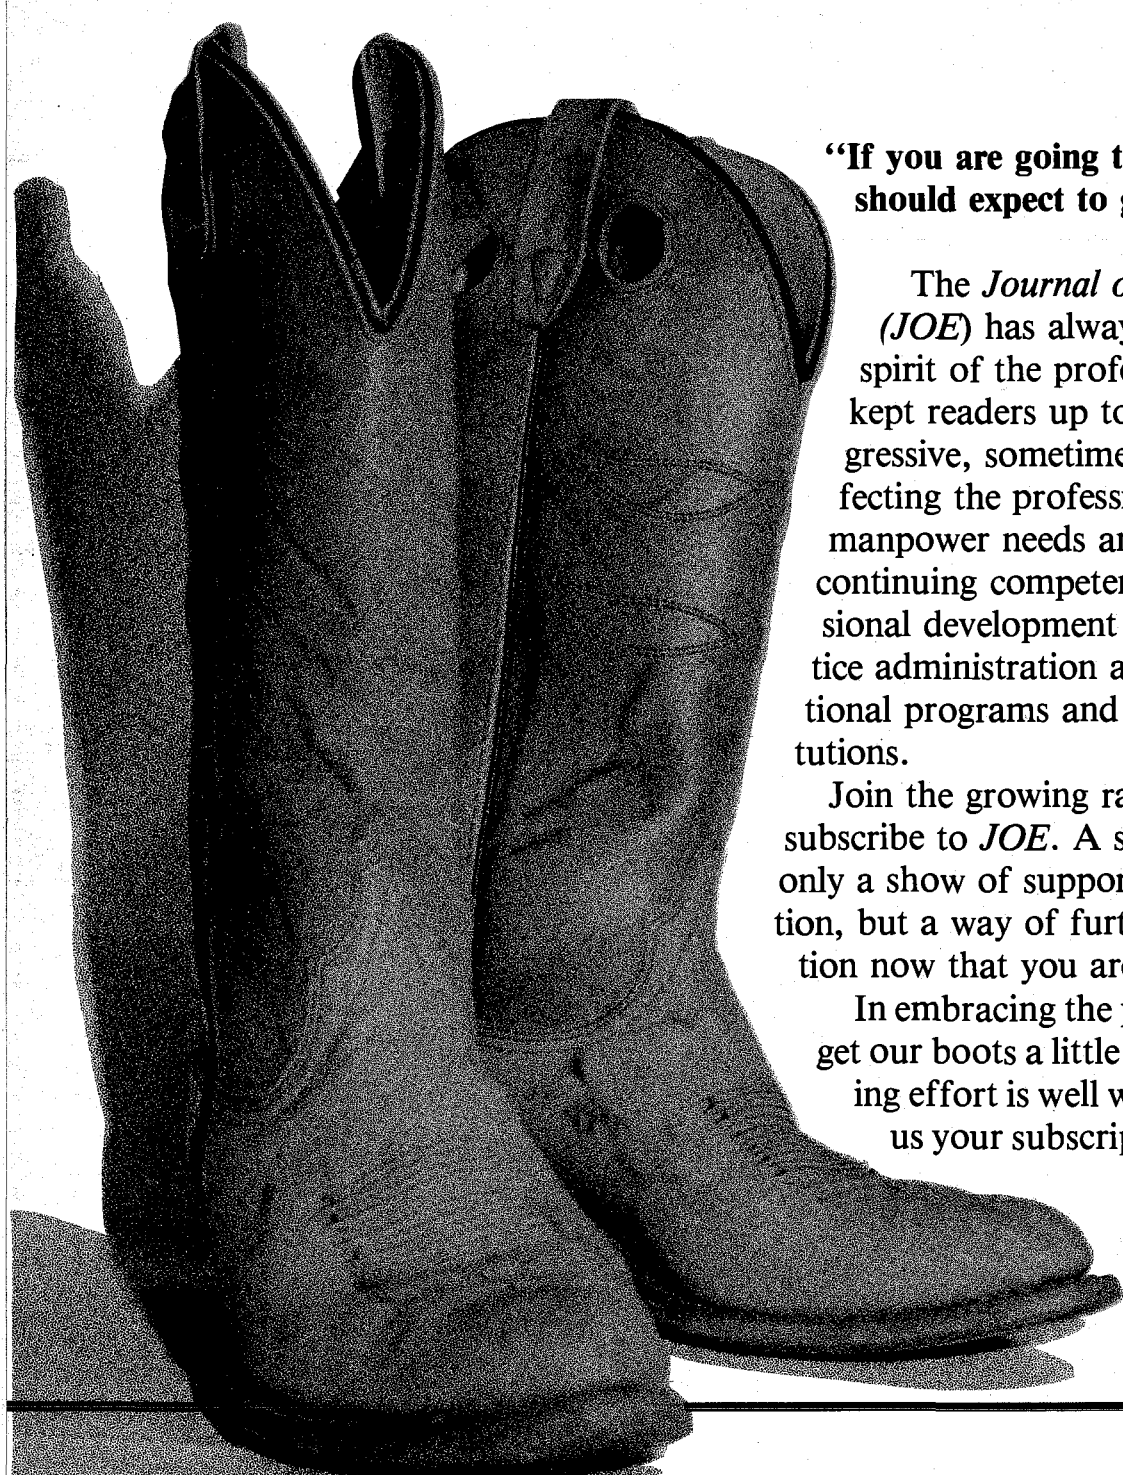 “If you are going t
should expect to g
The Journal o
(JOE) has alway
spirit of the profe
kept readers up to
gressive, sometime
fecting the professi
manpower needs an
continuing competen
sional development
tice administration a
tional programs and
tutions.
Join the growing ra
subscribe to JOE. A s
only a show of suppor
tion, but a way of furt
tion now that you are
In embracing the
get our boots a little
ing effort is well w
us your subscrip